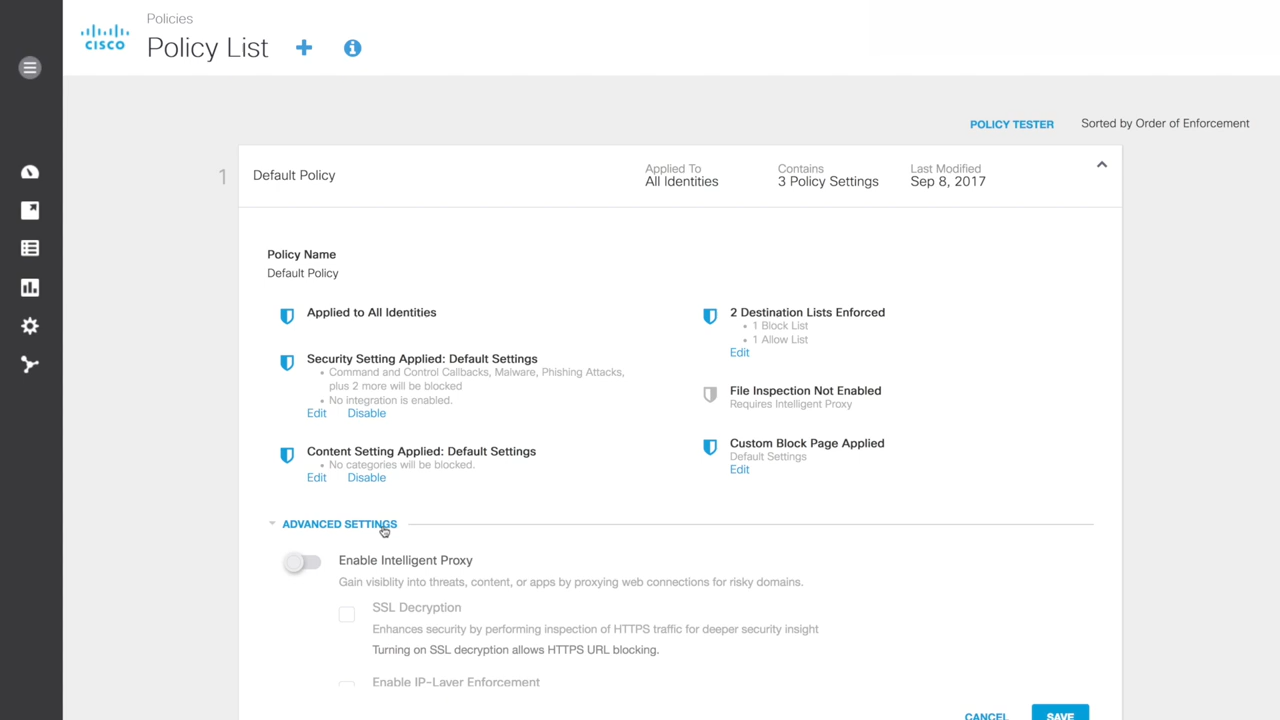 Policies
CISCO
Policy List
POLICY TESTER
Sorted by Order of Enforcement
1
Default Policy
Applied To
All Identities
Contains
3 Policy Settings
Last Modified
Sep 8, 2017
Policy Name
Default Policy
Applied to All Identities
Security Setting Applied: Default Settings
• Command and Control Callbacks, Malware, Phishing Attacks,
plus 2 more will be blocked
• No integration is enabled.
Edit Disable
Content Setting Applied: Default Settings
• No categories will be blocked.
Edit Disable
2 Destination Lists Enforced
• 1 Block List
• 1 Allow List
Edit
File Inspection Not Enabled
Requires Intelligent Proxy
Custom Block Page Applied
Default Settings
Edit
ADVANCED SETTINGS
Enable Intelligent Proxy
Gain visiblity into threats, content, or apps by proxying web connections for risky domains.
SSL Decryption
Enhances security by performing inspection of HTTPS traffic for deeper security insight
Turning on SSL decryption allows HTTPS URL blocking.
Enable IP-Layer Enforcement
CANCEL
SAVE